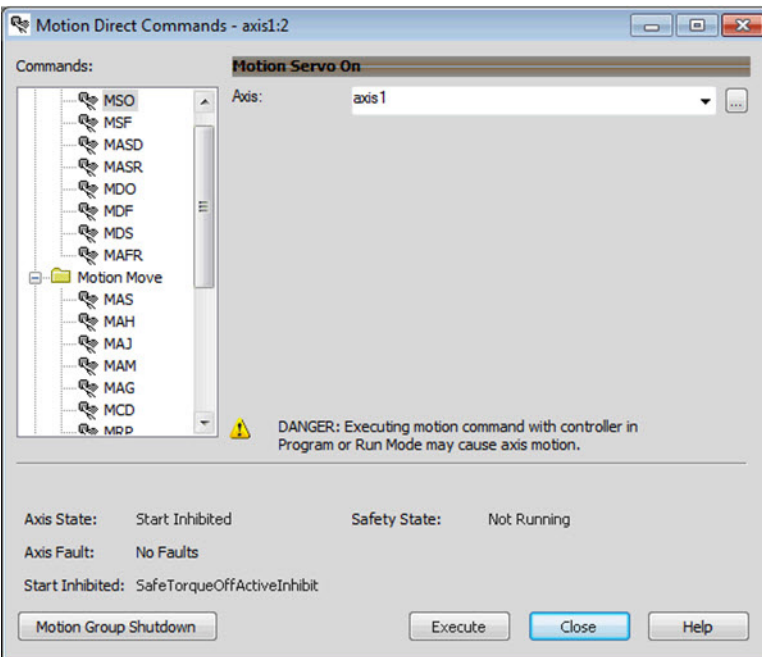 Motion Direct Commands - axis1:2
Commands:
Motion Servo On
MSO
Axis:
axis1
...
MSF
MASD
MASR
MDO
MDF
MDS
MAFR
Motion Move
MAS
MAH
MAJ
MAM
MAG
MCD
MRP
DANGER: Executing motion command with controller in
Program or Run Mode may cause axis motion.
Axis State: Start Inhibited Safety State: Not Running
Axis Fault: No Faults
Start Inhibited: SafeTorqueOffActiveInhibit
Motion Group Shutdown Execute Close Help